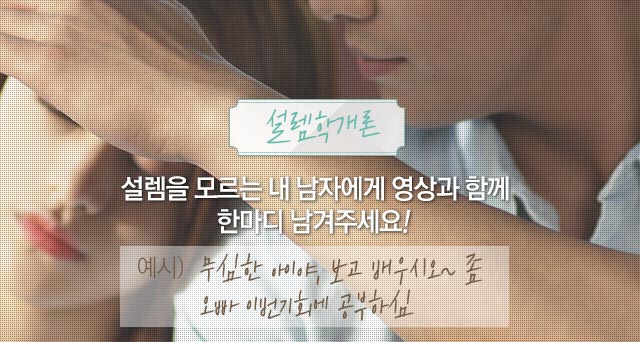 설렘학개론
설렘을 모르는 내 남자에게 영상과 함께
한마디 남겨주세요!
예시) 무심한 아이야, 보고 배우시오~ 좀
오빠 이번기회에 공부하심